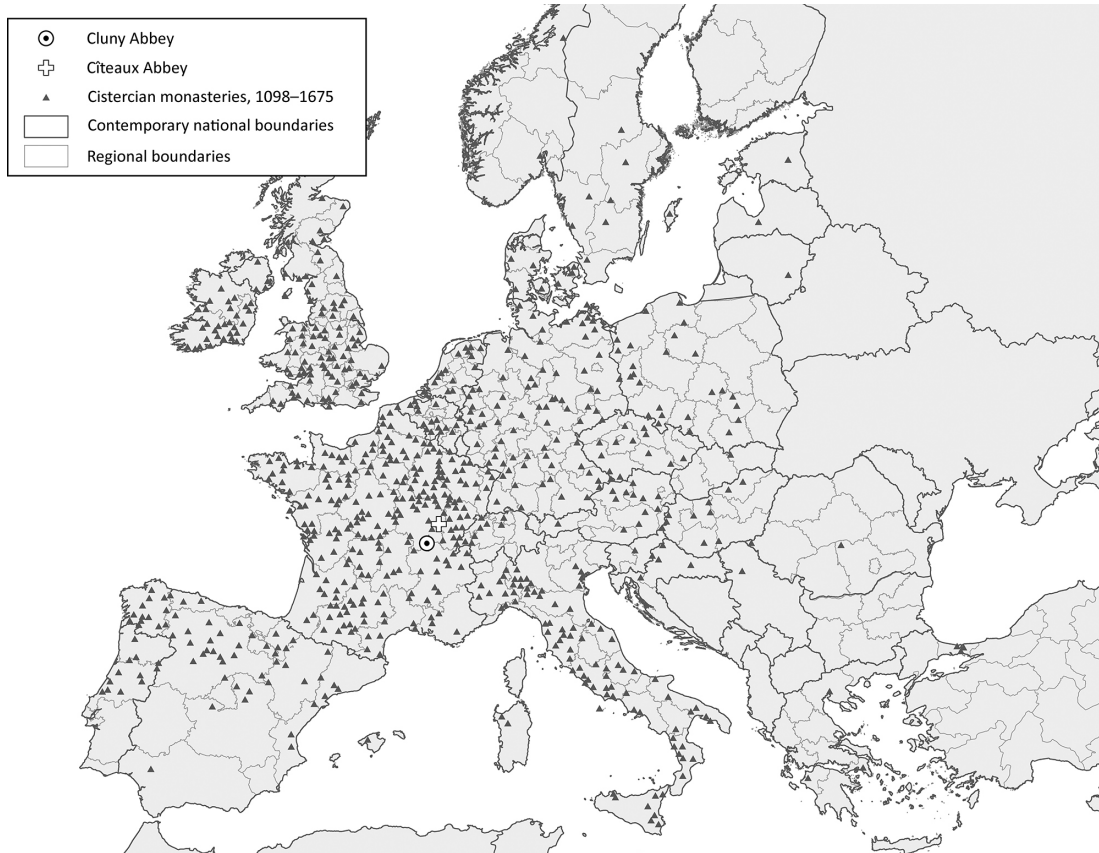 Cluny Abbey
Cîteaux Abbey
Cistercian monasteries, 1098–1675
Contemporary national boundaries
Regional boundaries